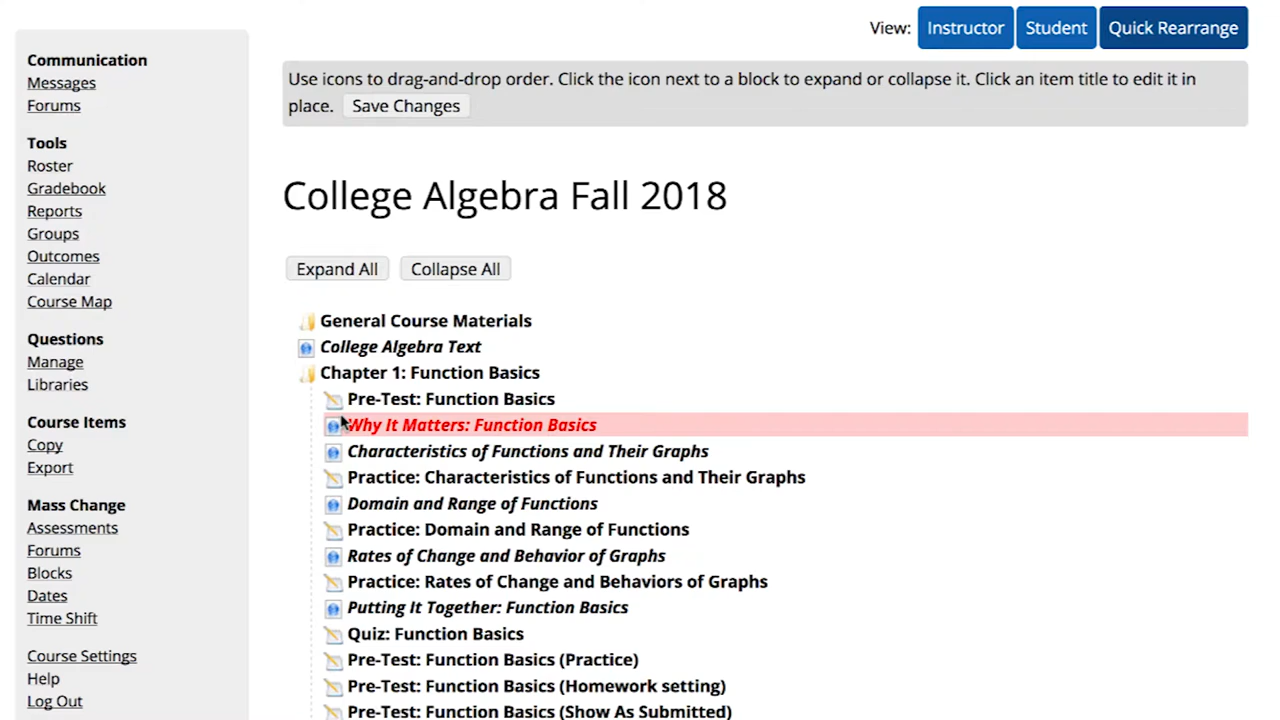 View: Instructor Student Quick Rearrange
Communication
Messages
Forums
Tools
Roster
Gradebook
Reports
Groups
Outcomes
Calendar
Course Map
Questions
Manage
Libraries
Course Items
Copy
Export
Mass Change
Assessments
Forums
Blocks
Dates
Time Shift
Course Settings
Help
Log Out
Use icons to drag-and-drop order. Click the icon next to a block to expand or collapse it. Click an item title to edit it in
place. Save Changes
College Algebra Fall 2018
Expand All Collapse All
General Course Materials
College Algebra Text
Chapter 1: Function Basics
Pre-Test: Function Basics
Why It Matters: Function Basics
Characteristics of Functions and Their Graphs
Practice: Characteristics of Functions and Their Graphs
Domain and Range of Functions
Practice: Domain and Range of Functions
Rates of Change and Behavior of Graphs
Practice: Rates of Change and Behaviors of Graphs
Putting It Together: Function Basics
Quiz: Function Basics
Pre-Test: Function Basics (Practice)
Pre-Test: Function Basics (Homework setting)
Pre-Test: Function Basics (Show As Submitted)